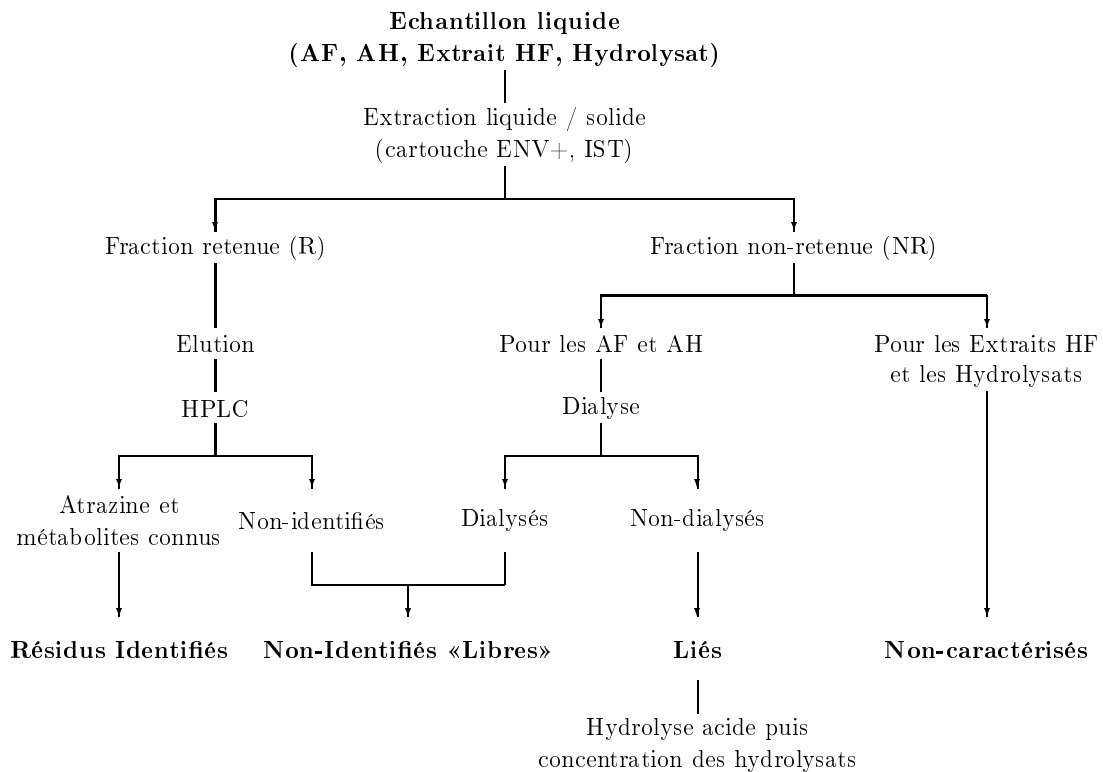 Echantillon liquide
(AF, AH, Extrait HF, Hydrolysat)
Extraction liquide / solide
(cartouche ENV+, IST)
Fraction retenue (R)
Fraction non-retenue (NR)
Elution
Pour les AF et AH
Pour les Extraits HF
et les Hydrolysats
HPLC
Dialyse
Atrazine et
métabolites connus
Non-identifiés
Dialysés
Non-dialysés
Résidus Identifiés
Non-Identifiés «Libres»
Liés
Non-caractérisés
Hydrolyse acide puis
concentration des hydrolysats